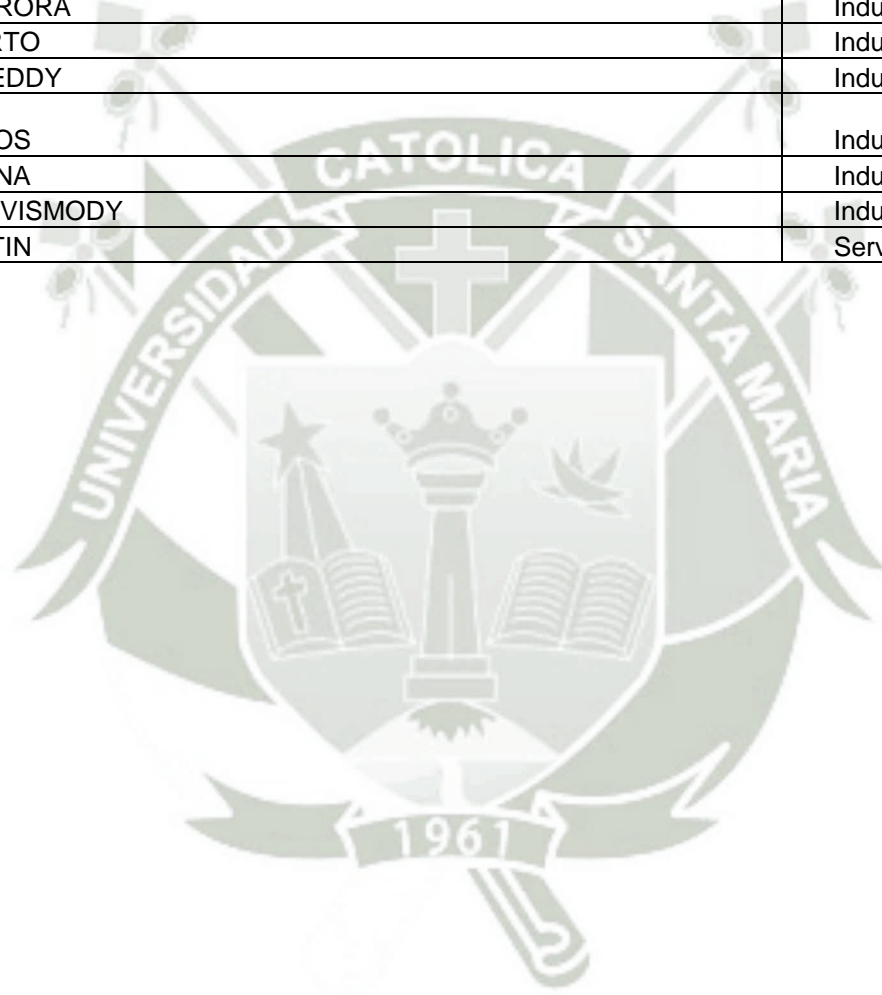 RORA Indu
RTO Indu
EDDY Indu
OS Indu
NA Indu
VISMODY Indu
TIN Serv
UNIVERSIDAD CATOLICA SANTA MARIA
1961